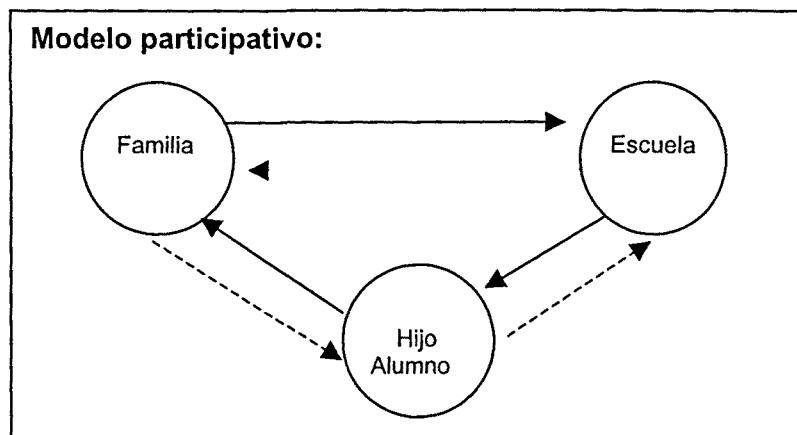 Modelo participativo:
Familia
Escuela
Hijo
Alumno